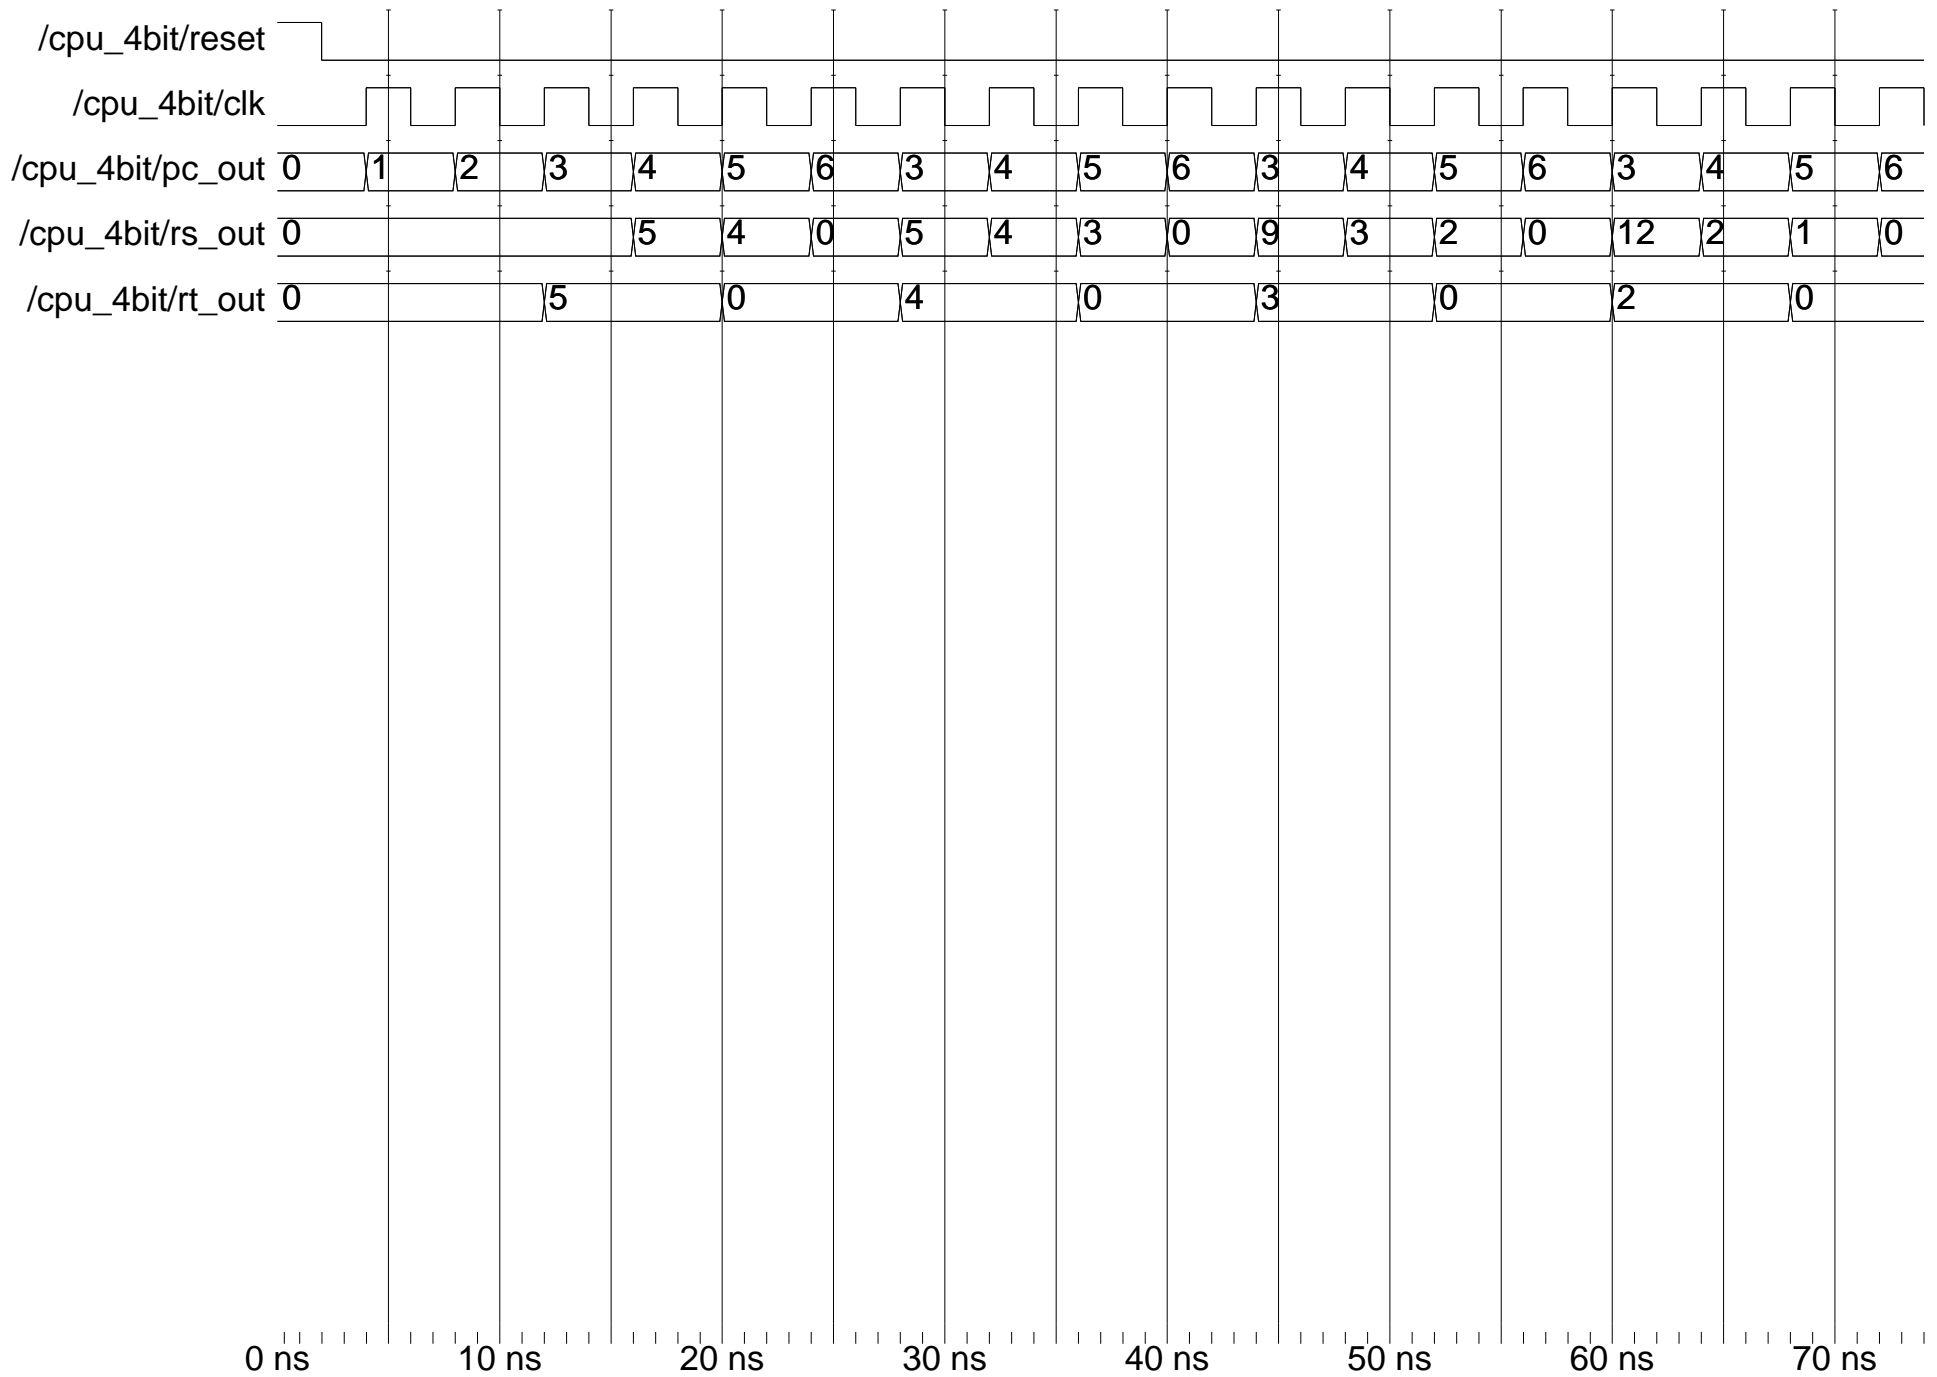 /cpu_4bit/reset
/cpu_4bit/clk
/cpu_4bit/pc_out 0 1 2 3 4 5 6 3 4 5 6 3 4 5 6 3 4 5 6
/cpu_4bit/rs_out 0 5 4 0 5 4 3 0 9 3 2 0 12 2 1 0
/cpu_4bit/rt_out 0 5 0 4 0 3 0 2 0
0 ns 10 ns 20 ns 30 ns 40 ns 50 ns 60 ns 70 ns